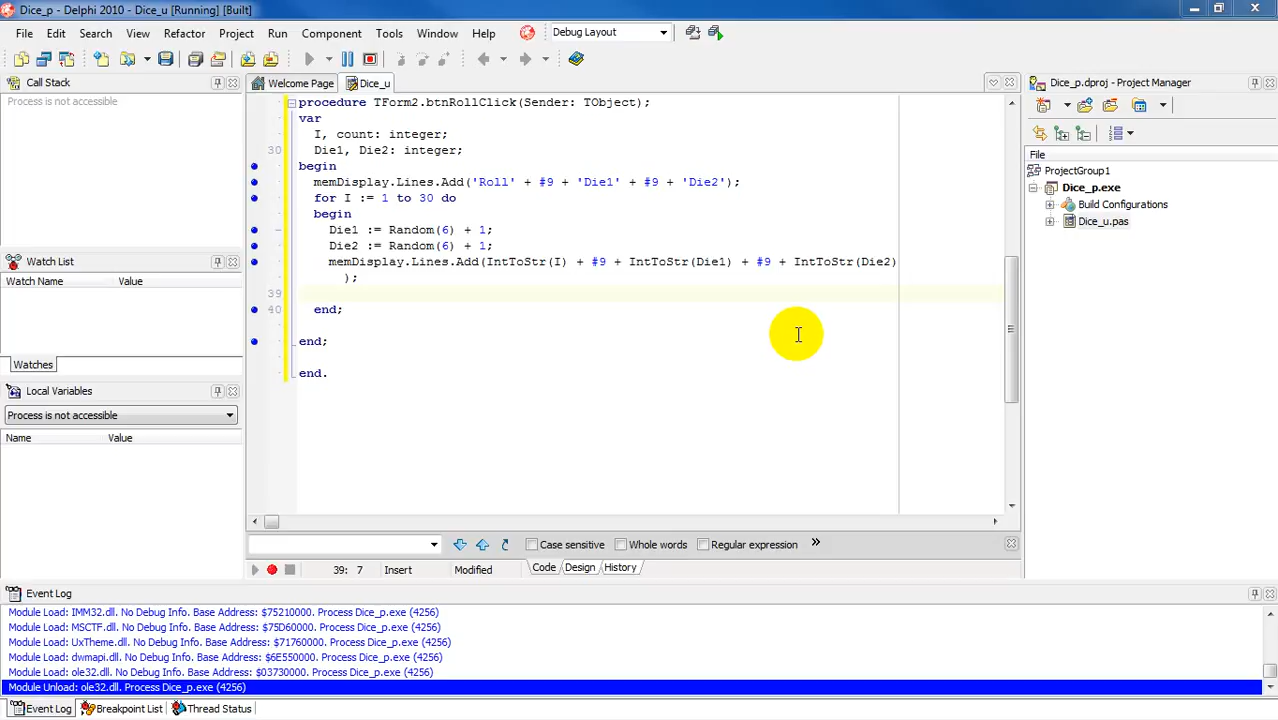 Dice_p - Delphi 2010 - Dice_u [Running] [Built]
File Edit Search View Refactor Project Run Component Tools Window Help Debug Layout
Call Stack
Process is not accessible
Watch List
Watch Name Value
Watches
Local Variables
Process is not accessible
Name Value
Welcome Page Dice_u
procedure TForm2.btnRollClick(Sender: TObject);
var
I, count: integer;
30 Die1, Die2: integer;
begin
memDisplay.Lines.Add('Roll' + #9 + 'Die1' + #9 + 'Die2');
for I := 1 to 30 do
begin
Die1 := Random(6) + 1;
Die2 := Random(6) + 1;
memDisplay.Lines.Add(IntToStr(I) + #9 + IntToStr(Die1) + #9 + IntToStr(Die2)
);
39
40 end;
end;
end.
Case sensitive Whole words Regular expression »
39: 7 Insert Modified Code Design History
Dice_p.dproj - Project Manager
File
ProjectGroup1
Dice_p.exe
Build Configurations
Dice_u.pas
Event Log
Module Load: IMM32.dll. No Debug Info. Base Address: $75210000. Process Dice_p.exe (4256)
Module Load: MSCTF.dll. No Debug Info. Base Address: $75D60000. Process Dice_p.exe (4256)
Module Load: UxTheme.dll. No Debug Info. Base Address: $71760000. Process Dice_p.exe (4256)
Module Load: dwmapi.dll. No Debug Info. Base Address: $6E550000. Process Dice_p.exe (4256)
Module Load: ole32.dll. No Debug Info. Base Address: $03730000. Process Dice_p.exe (4256)
Module Unload: ole32.dll. Process Dice_p.exe (4256)
Event Log Breakpoint List Thread Status